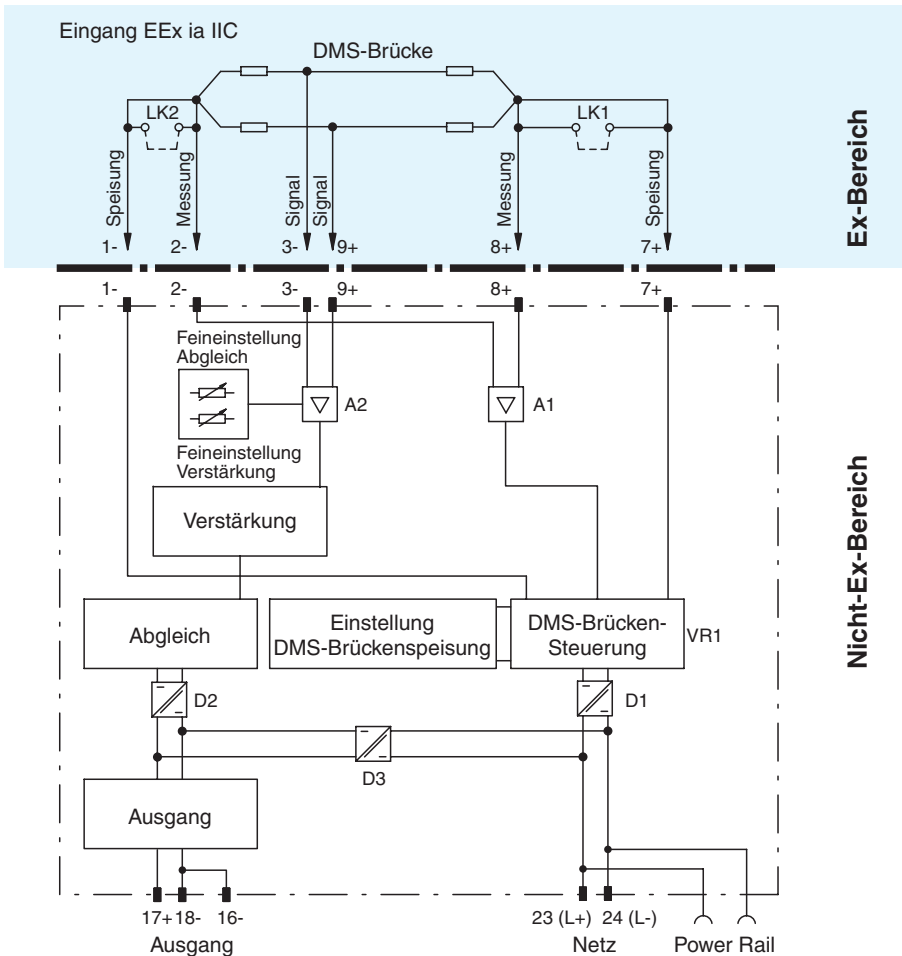 Eingang EEx ia IIC
DMS-Brücke
LK2
LK1
Speisung
Messung
Signal
Signal
Messung
Speisung
Ex-Bereich
1- 2- 3- 9+ 8+ 7+
1- 2- 3- 9+ 8+ 7+
Feineinstellung
Abgleich
A2
A1
Feineinstellung
Verstärkung
Verstärkung
Nicht-Ex-Bereich
Abgleich
Einstellung
DMS-Brückenspeisung
DMS-Brücken-
Steuerung
VR1
D2
D1
D3
Ausgang
17+ 18- 16-
23 (L+) 24 (L-)
Ausgang
Netz
Power Rail